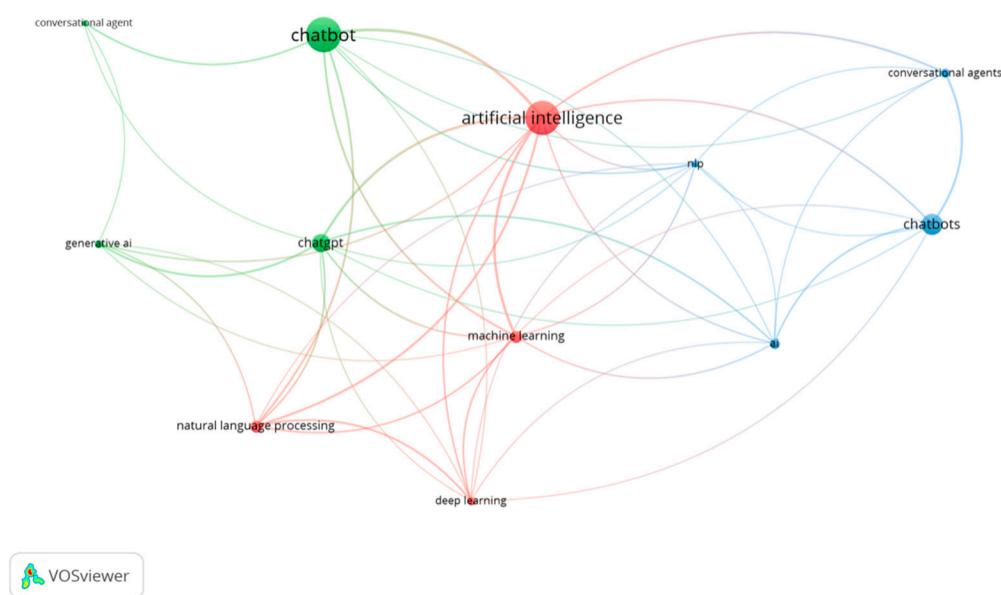 conversational agent
chatbot
conversational agents
artificial intelligence
nlp
chatbots
generative ai
chatgpt
machine learning
ai
natural language processing
deep learning
VOSviewer